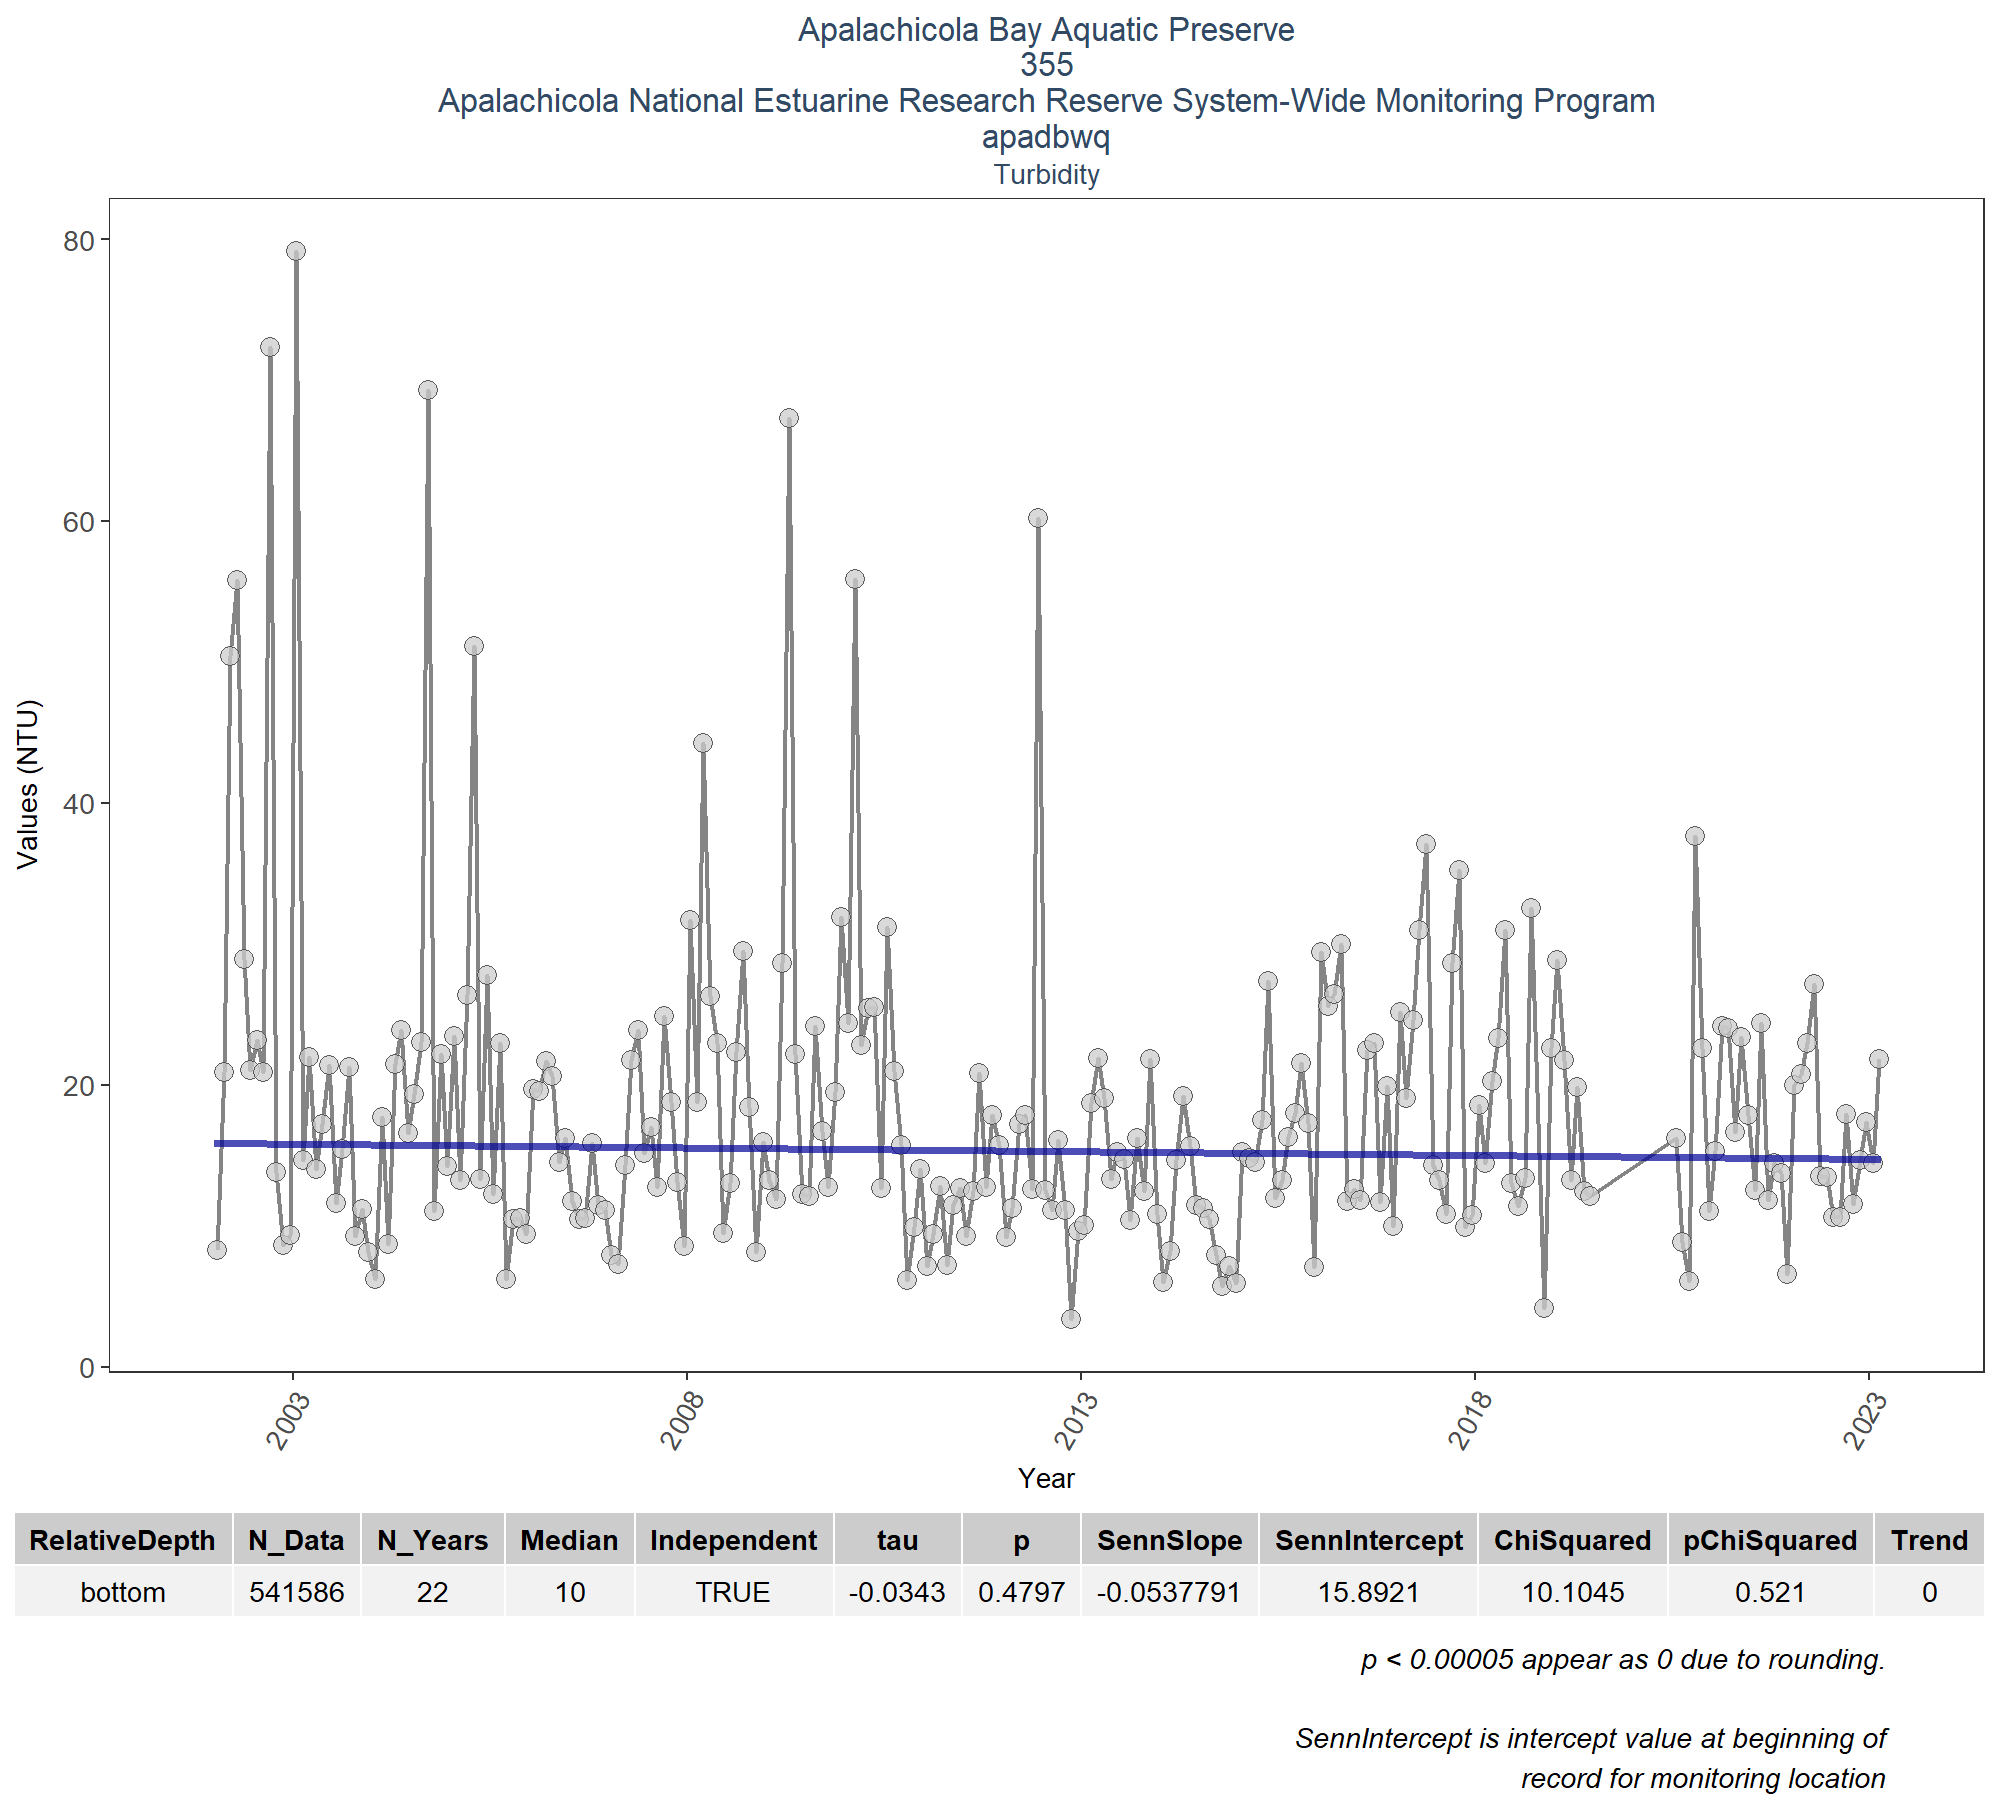 Apalachicola Bay Aquatic Preserve
355
Apalachicola National Estuarine Research Reserve System-Wide Monitoring Program
apadbwq
Turbidity
80
60
40
20
0
Values (NTU)
2003 2008 2013 2018 2023
Year
RelativeDepth N_Data N_Years Median Independent tau p SennSlope SennIntercept ChiSquared pChiSquared Trend
bottom 541586 22 10 TRUE -0.0343 0.4797 -0.0537791 15.8921 10.1045 0.521 0
p < 0.00005 appear as 0 due to rounding.
SennIntercept is intercept value at beginning of
record for monitoring location